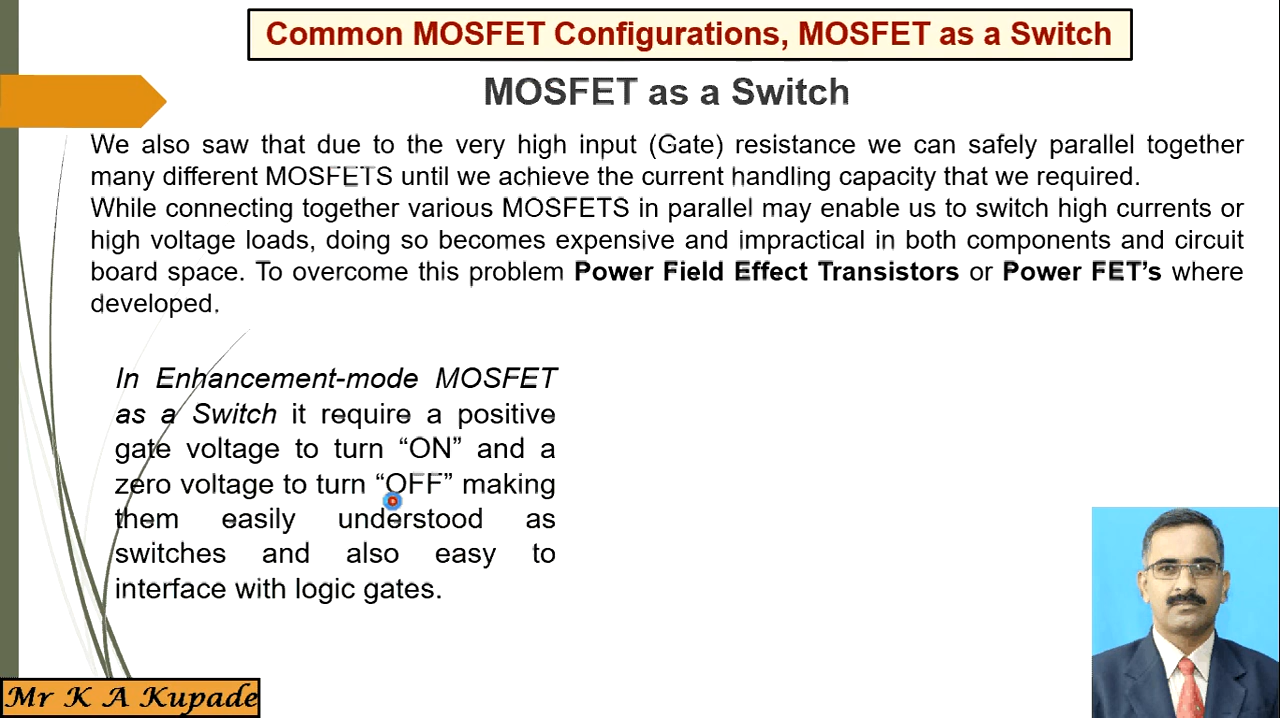 Common MOSFET Configurations, MOSFET as a Switch
MOSFET as a Switch
We also saw that due to the very high input (Gate) resistance we can safely parallel together
many different MOSFETS until we achieve the current handling capacity that we required.
While connecting together various MOSFETS in parallel may enable us to switch high currents or
high voltage loads, doing so becomes expensive and impractical in both components and circuit
board space. To overcome this problem Power Field Effect Transistors or Power FET’s where
developed.
In Enhancement-mode MOSFET
as a Switch it require a positive
gate voltage to turn “ON” and a
zero voltage to turn “OFF” making
them easily understood as
switches and also easy to
interface with logic gates.
Mr K A Kupade